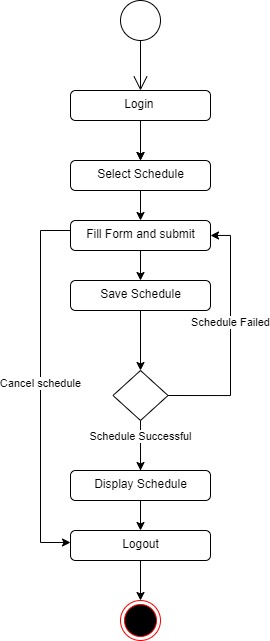 Login
Select Schedule
Fill Form and submit
Save Schedule
Schedule Failed
Cancel schedule
Schedule Successful
Display Schedule
Logout